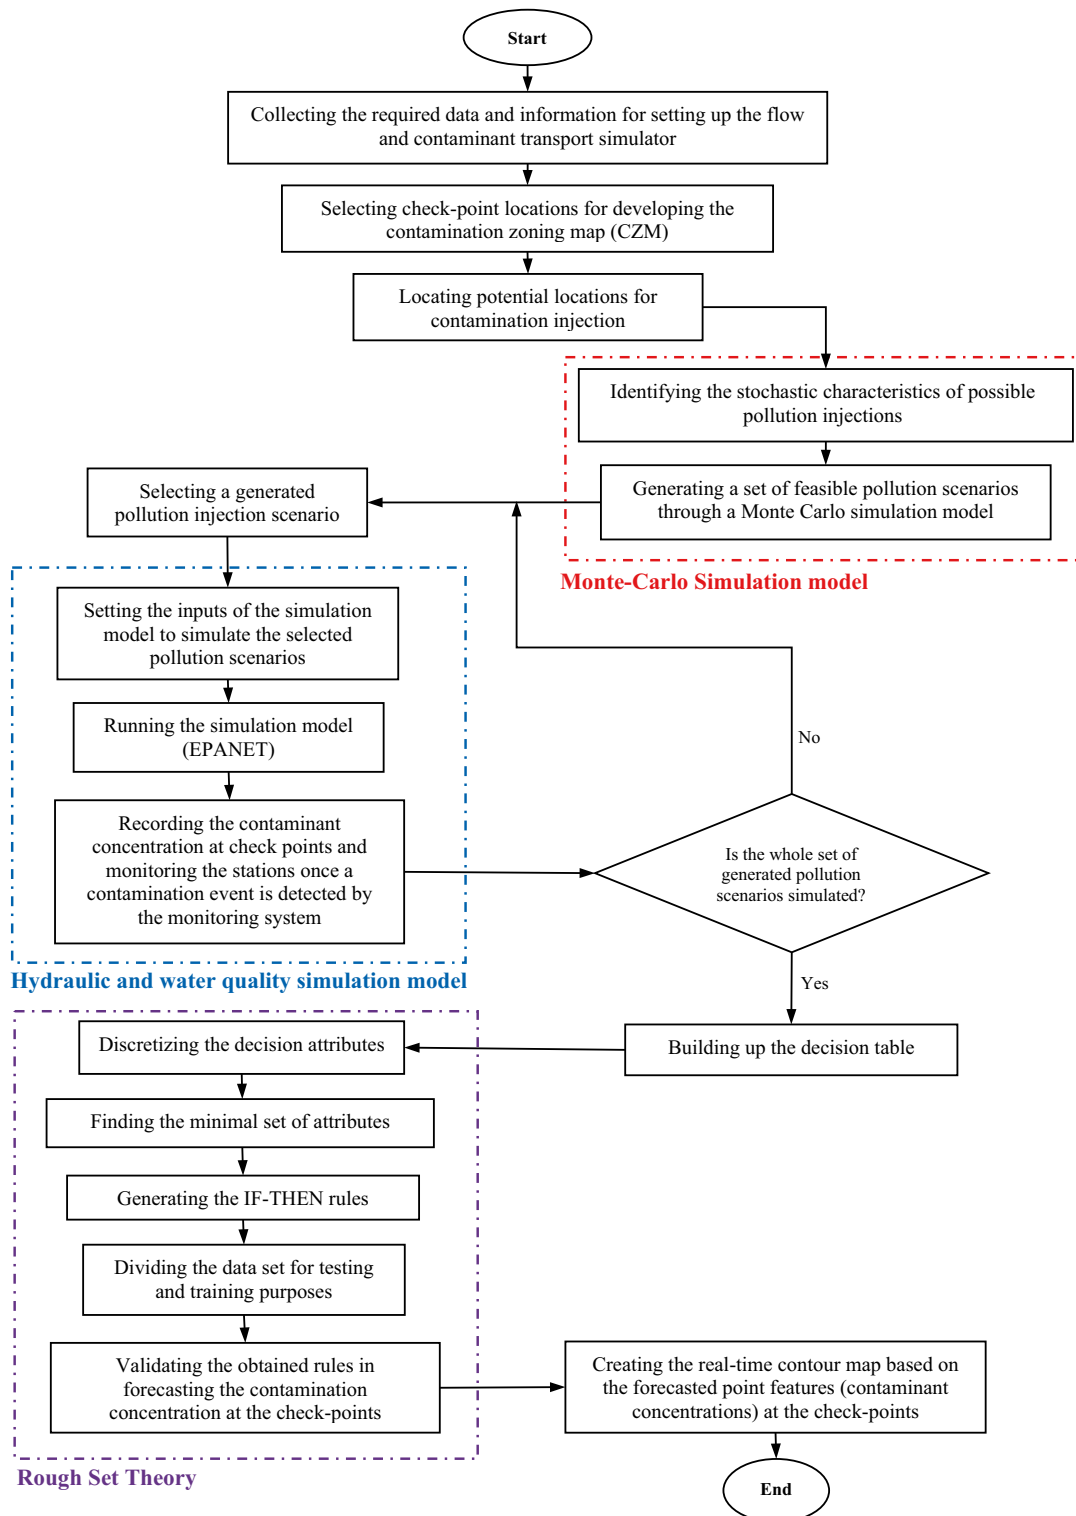 Start
Collecting the required data and information for setting up the flow
and contaminant transport simulator
Selecting check-point locations for developing the
contamination zoning map (CZM)
Locating potential locations for
contamination injection
Identifying the stochastic characteristics of possible
pollution injections
Generating a set of feasible pollution scenarios
through a Monte Carlo simulation model
Monte-Carlo Simulation model
Selecting a generated
pollution injection scenario
Setting the inputs of the simulation
model to simulate the selected
pollution scenarios
Running the simulation model
(EPANET)
Recording the contaminant
concentration at check points and
monitoring the stations once a
contamination event is detected by
the monitoring system
Hydraulic and water quality simulation model
No
Is the whole set of
generated pollution
scenarios simulated?
Yes
Building up the decision table
Discretizing the decision attributes
Finding the minimal set of attributes
Generating the IF-THEN rules
Dividing the data set for testing
and training purposes
Validating the obtained rules in
forecasting the contamination
concentration at the check-points
Rough Set Theory
Creating the real-time contour map based on
the forecasted point features (contaminant
concentrations) at the check-points
End